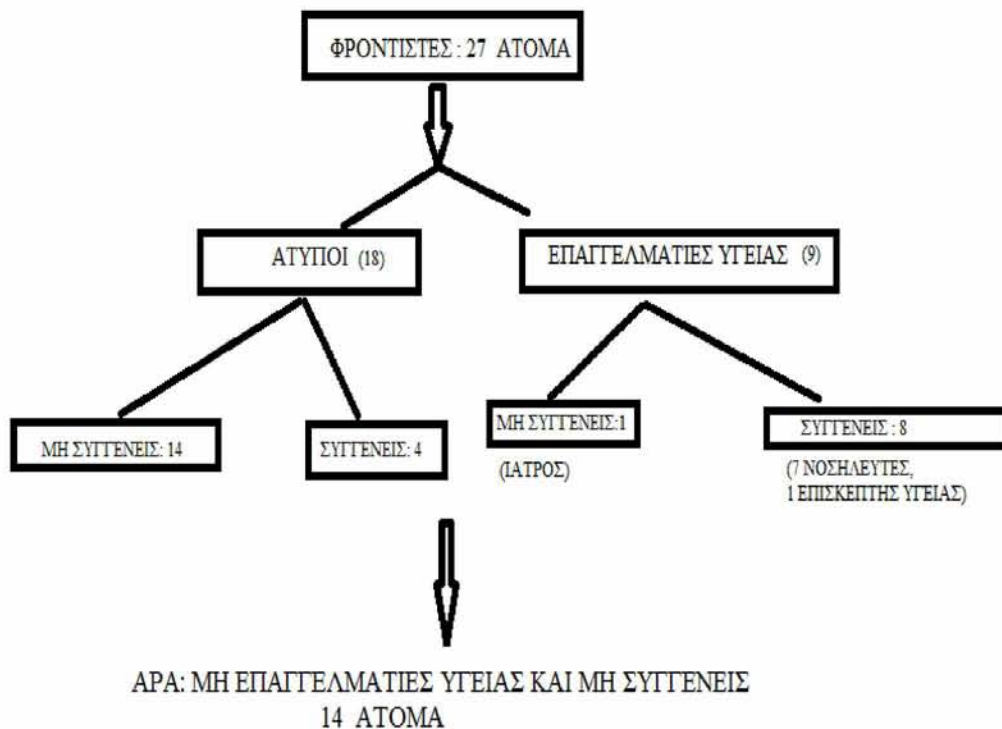 ΦΡΟΝΤΙΣΤΕΣ : 27 ΑΤΟΜΑ
ΑΤΥΠΟΙ (18)
ΕΠΑΓΓΕΛΜΑΤΙΕΣ ΥΓΕΙΑΣ (9)
ΜΗ ΣΥΓΓΕΝΕΙΣ: 14
ΣΥΓΓΕΝΕΙΣ: 4
ΜΗ ΣΥΓΓΕΝΕΙΣ:1
(ΙΑΤΡΟΣ)
ΣΥΓΓΕΝΕΙΣ : 8
(7 ΝΟΣΗΛΕΥΤΕΣ,
1 ΕΠΙΣΚΕΠΤΗΣ ΥΓΕΙΑΣ)
ΑΡΑ: ΜΗ ΕΠΑΓΓΕΛΜΑΤΙΕΣ ΥΓΕΙΑΣ ΚΑΙ ΜΗ ΣΥΓΓΕΝΕΙΣ
14 ΑΤΟΜΑ